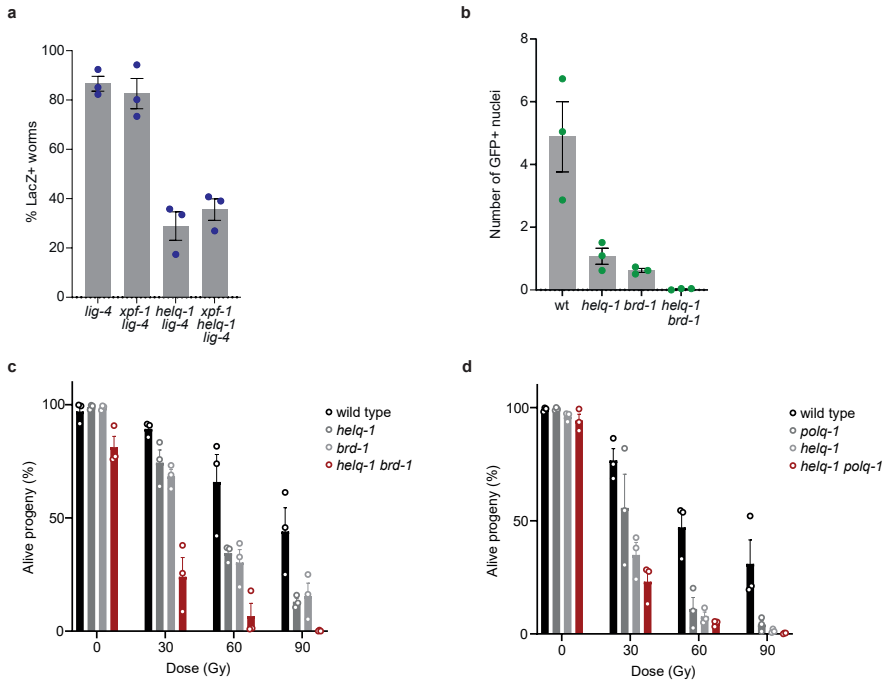 a
% LacZ+ worms
100
80
60
40
20
0
lig-4
xpf-1
lig-4
helq-1
lig-4
xpf-1
helq-1
lig-4
b
Number of GFP+ nuclei
8
6
4
2
0
wt
helq-1
brd-1
helq-1
brd-1
c
Alive progeny (%)
100
50
0
0
30
60
90
Dose (Gy)
wild type
helq-1
brd-1
helq-1 brd-1
d
Alive progeny (%)
100
50
0
0
30
60
90
Dose (Gy)
wild type
polq-1
helq-1
helq-1 polq-1